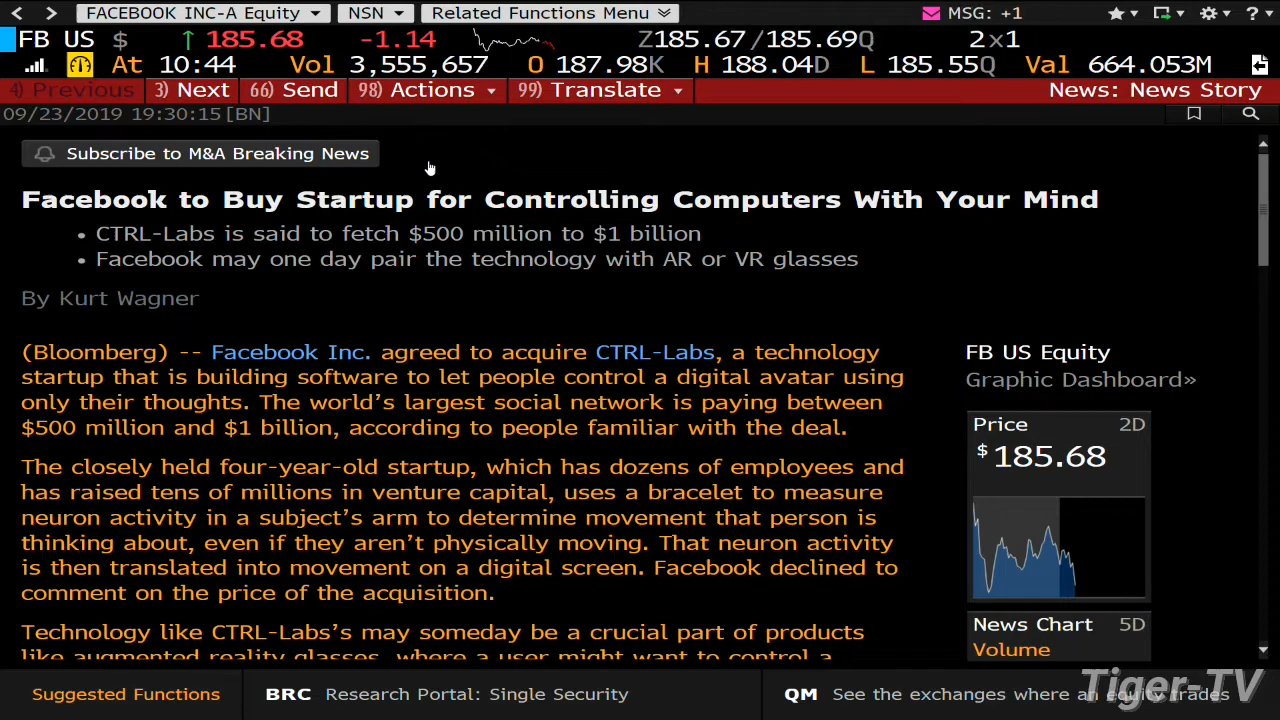 FACEBOOK INC-A Equity NSN Related Functions Menu MSG: +1
FB US $ ↑ 185.68 -1.14 Z185.67/185.69Q 2x1
At 10:44 Vol 3,555,657 O 187.98K H 188.04D L 185.55Q Val 664.053M
4) Previous 3) Next 66) Send 98) Actions 99) Translate News: News Story
09/23/2019 19:30:15 [BN]
Subscribe to M&A Breaking News
Facebook to Buy Startup for Controlling Computers With Your Mind
• CTRL-Labs is said to fetch $500 million to $1 billion
• Facebook may one day pair the technology with AR or VR glasses
By Kurt Wagner
(Bloomberg) -- Facebook Inc. agreed to acquire CTRL-Labs, a technology
startup that is building software to let people control a digital avatar using
only their thoughts. The world's largest social network is paying between
$500 million and $1 billion, according to people familiar with the deal.
The closely held four-year-old startup, which has dozens of employees and
has raised tens of millions in venture capital, uses a bracelet to measure
neuron activity in a subject's arm to determine movement that person is
thinking about, even if they aren't physically moving. That neuron activity
is then translated into movement on a digital screen. Facebook declined to
comment on the price of the acquisition.
Technology like CTRL-Labs's may someday be a crucial part of products
like augmented reality glasses, where a user might want to control a
FB US Equity
Graphic Dashboard»
Price 2D
$185.68
News Chart 5D
Volume
Suggested Functions BRC Research Portal: Single Security QM See the exchanges where an equity trades
Tiger-TV